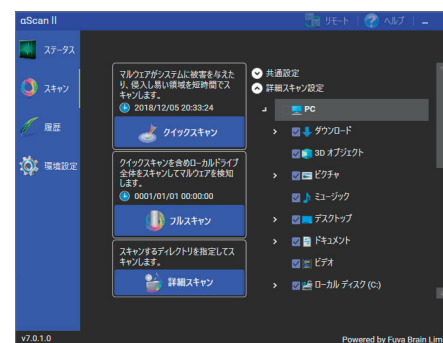 αScan II
リモート
ヘルプ
ステータス
スキャン
履歴
環境設定
マルウェアがシステムに被害を与えた
り、侵入し易い領域を短時間でス
キャンします。
2018/12/05 20:33:24
クイックスキャン
クイックスキャンを含めローカルドライブ
全体をスキャンしてマルウェアを検知
します。
0001/01/01 00:00:00
フルスキャン
スキャンするディレクトリを指定してス
キャンします。
詳細スキャン
共通設定
詳細スキャン設定
PC
ダウンロード
3D オブジェクト
ピクチャ
ミュージック
デスクトップ
ドキュメント
ビデオ
ローカル ディスク (C:)
v7.0.1.0
Powered by Fuva Brain Lim